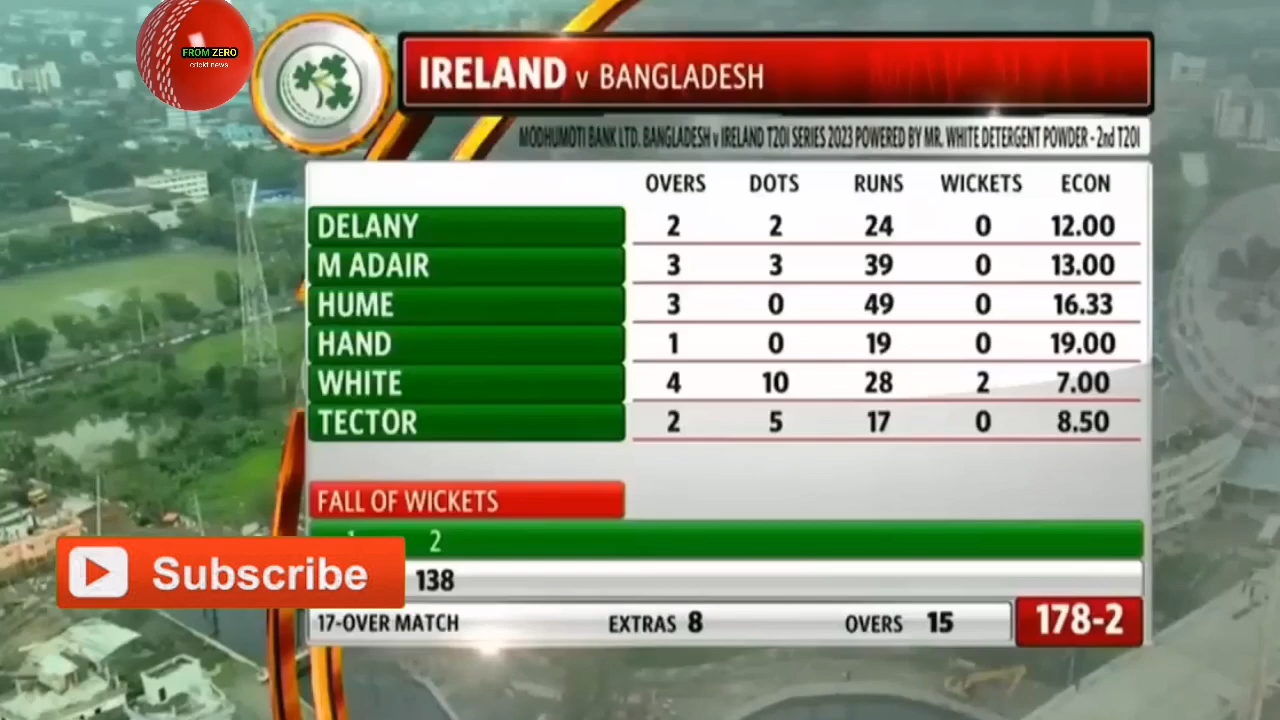 FROM ZERO
IRELAND v BANGLADESH
MODHUMOTI BANK LTD. BANGLADESH v IRELAND T20I SERIES 2023 POWERED BY MR. WHITE DETERGENT POWDER - 2nd T20I
OVERS DOTS RUNS WICKETS ECON
DELANY 2 2 24 0 12.00
M ADAIR 3 3 39 0 13.00
HUME 3 0 49 0 16.33
HAND 1 0 19 0 19.00
WHITE 4 10 28 2 7.00
TECTOR 2 5 17 0 8.50
FALL OF WICKETS
1 2
Subscribe 138
17-OVER MATCH EXTRAS 8 OVERS 15 178-2